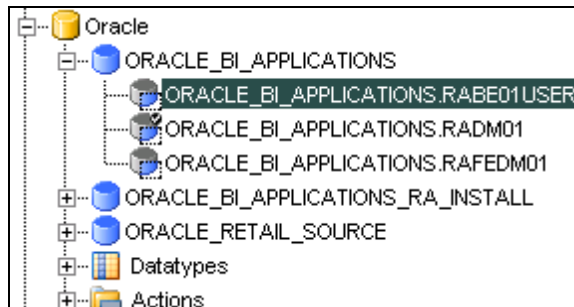 Oracle
ORACLE_BI_APPLICATIONS
ORACLE_BI_APPLICATIONS.RABE01USER
ORACLE_BI_APPLICATIONS.RADM01
ORACLE_BI_APPLICATIONS.RAFEDM01
ORACLE_BI_APPLICATIONS_RA_INSTALL
ORACLE_RETAIL_SOURCE
Datatypes
Actions